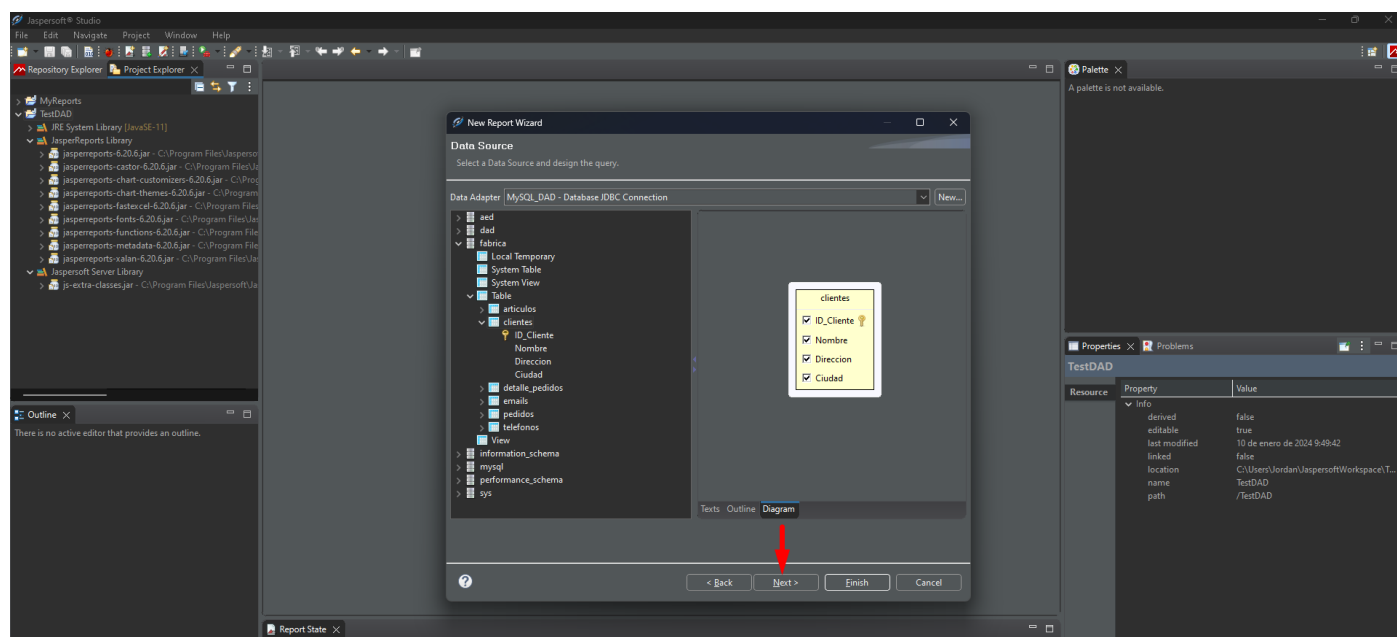 Jaspersoft® Studio
File Edit Navigate Project Window Help
Repository Explorer Project Explorer
MyReports
TestDAD
JRE System Library [JavaSE-11]
JasperReports Library
jasperreports-6.20.6.jar - C:\Program Files\Jasperso
jasperreports-castor-6.20.6.jar - C:\Program Files\Ja
jasperreports-chart-customizers-6.20.6.jar - C:\Prog
jasperreports-chart-themes-6.20.6.jar - C:\Program
jasperreports-fastexcel-6.20.6.jar - C:\Program Files
jasperreports-fonts-6.20.6.jar - C:\Program Files\Jas
jasperreports-functions-6.20.6.jar - C:\Program File
jasperreports-metadata-6.20.6.jar - C:\Program File
jasperreports-xalan-6.20.6.jar - C:\Program Files\Ja
Jaspersoft Server Library
js-extra-classes.jar - C:\Program Files\Jaspersoft\Ja
Outline
There is no active editor that provides an outline.
New Report Wizard
Data Source
Select a Data Source and design the query.
Data Adapter MySQL_DAD - Database JDBC Connection New...
aed
dad
fabrica
Local Temporary
System Table
System View
Table
articulos
clientes
ID_Cliente
Nombre
Direccion
Ciudad
detalle_pedidos
emails
pedidos
telefonos
View
information_schema
mysql
performance_schema
sys
clientes
ID_Cliente
Nombre
Direccion
Ciudad
Texts Outline Diagram
< Back Next > Finish Cancel
Report State
Palette
A palette is not available.
Properties Problems
TestDAD
Resource
Property Value
Info
derived false
editable true
last modified 10 de enero de 2024 9:49:42
linked false
location C:\Users\Jordan\JaspersoftWorkspace\T...
name TestDAD
path /TestDAD